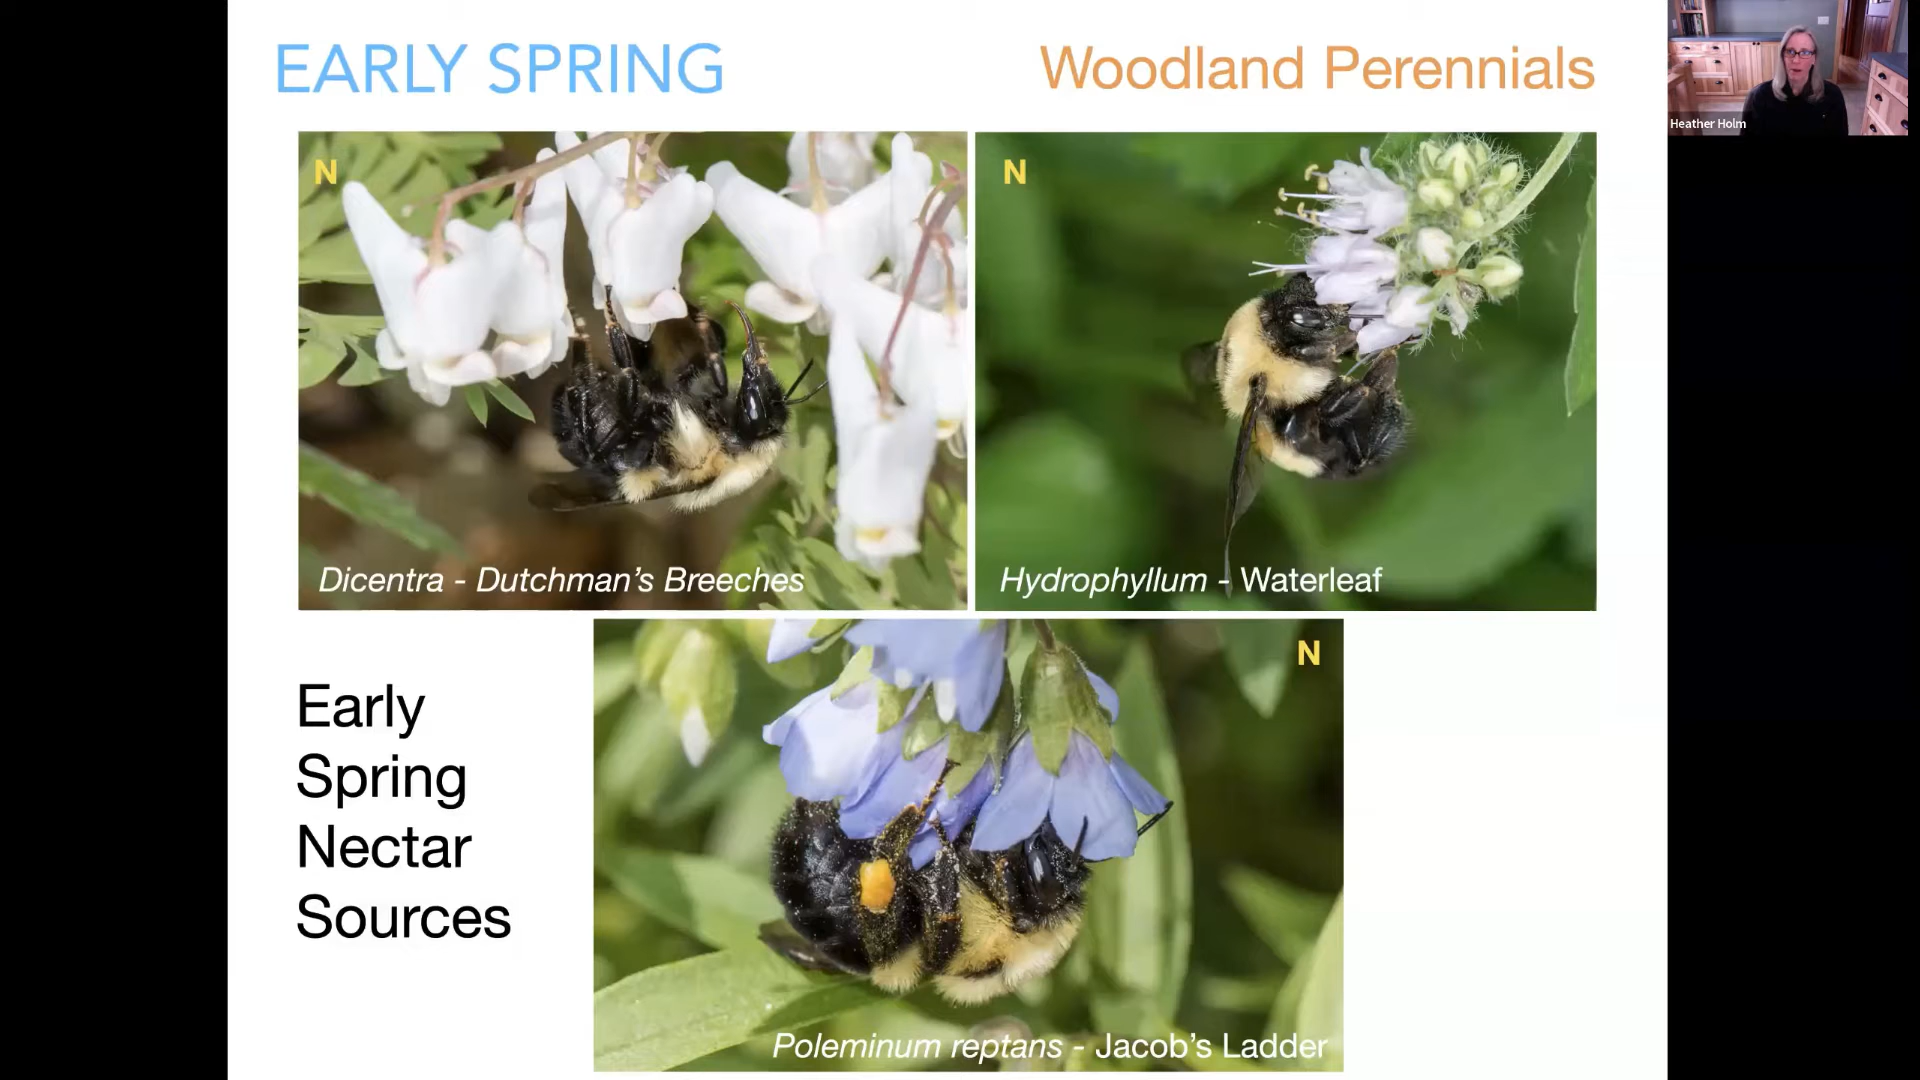 EARLY SPRING
Woodland Perennials
Heather Holm
N
N
Dicentra - Dutchman's Breeches
Hydrophyllum - Waterleaf
N
Early
Spring
Nectar
Sources
Poleminum reptans - Jacob's Ladder